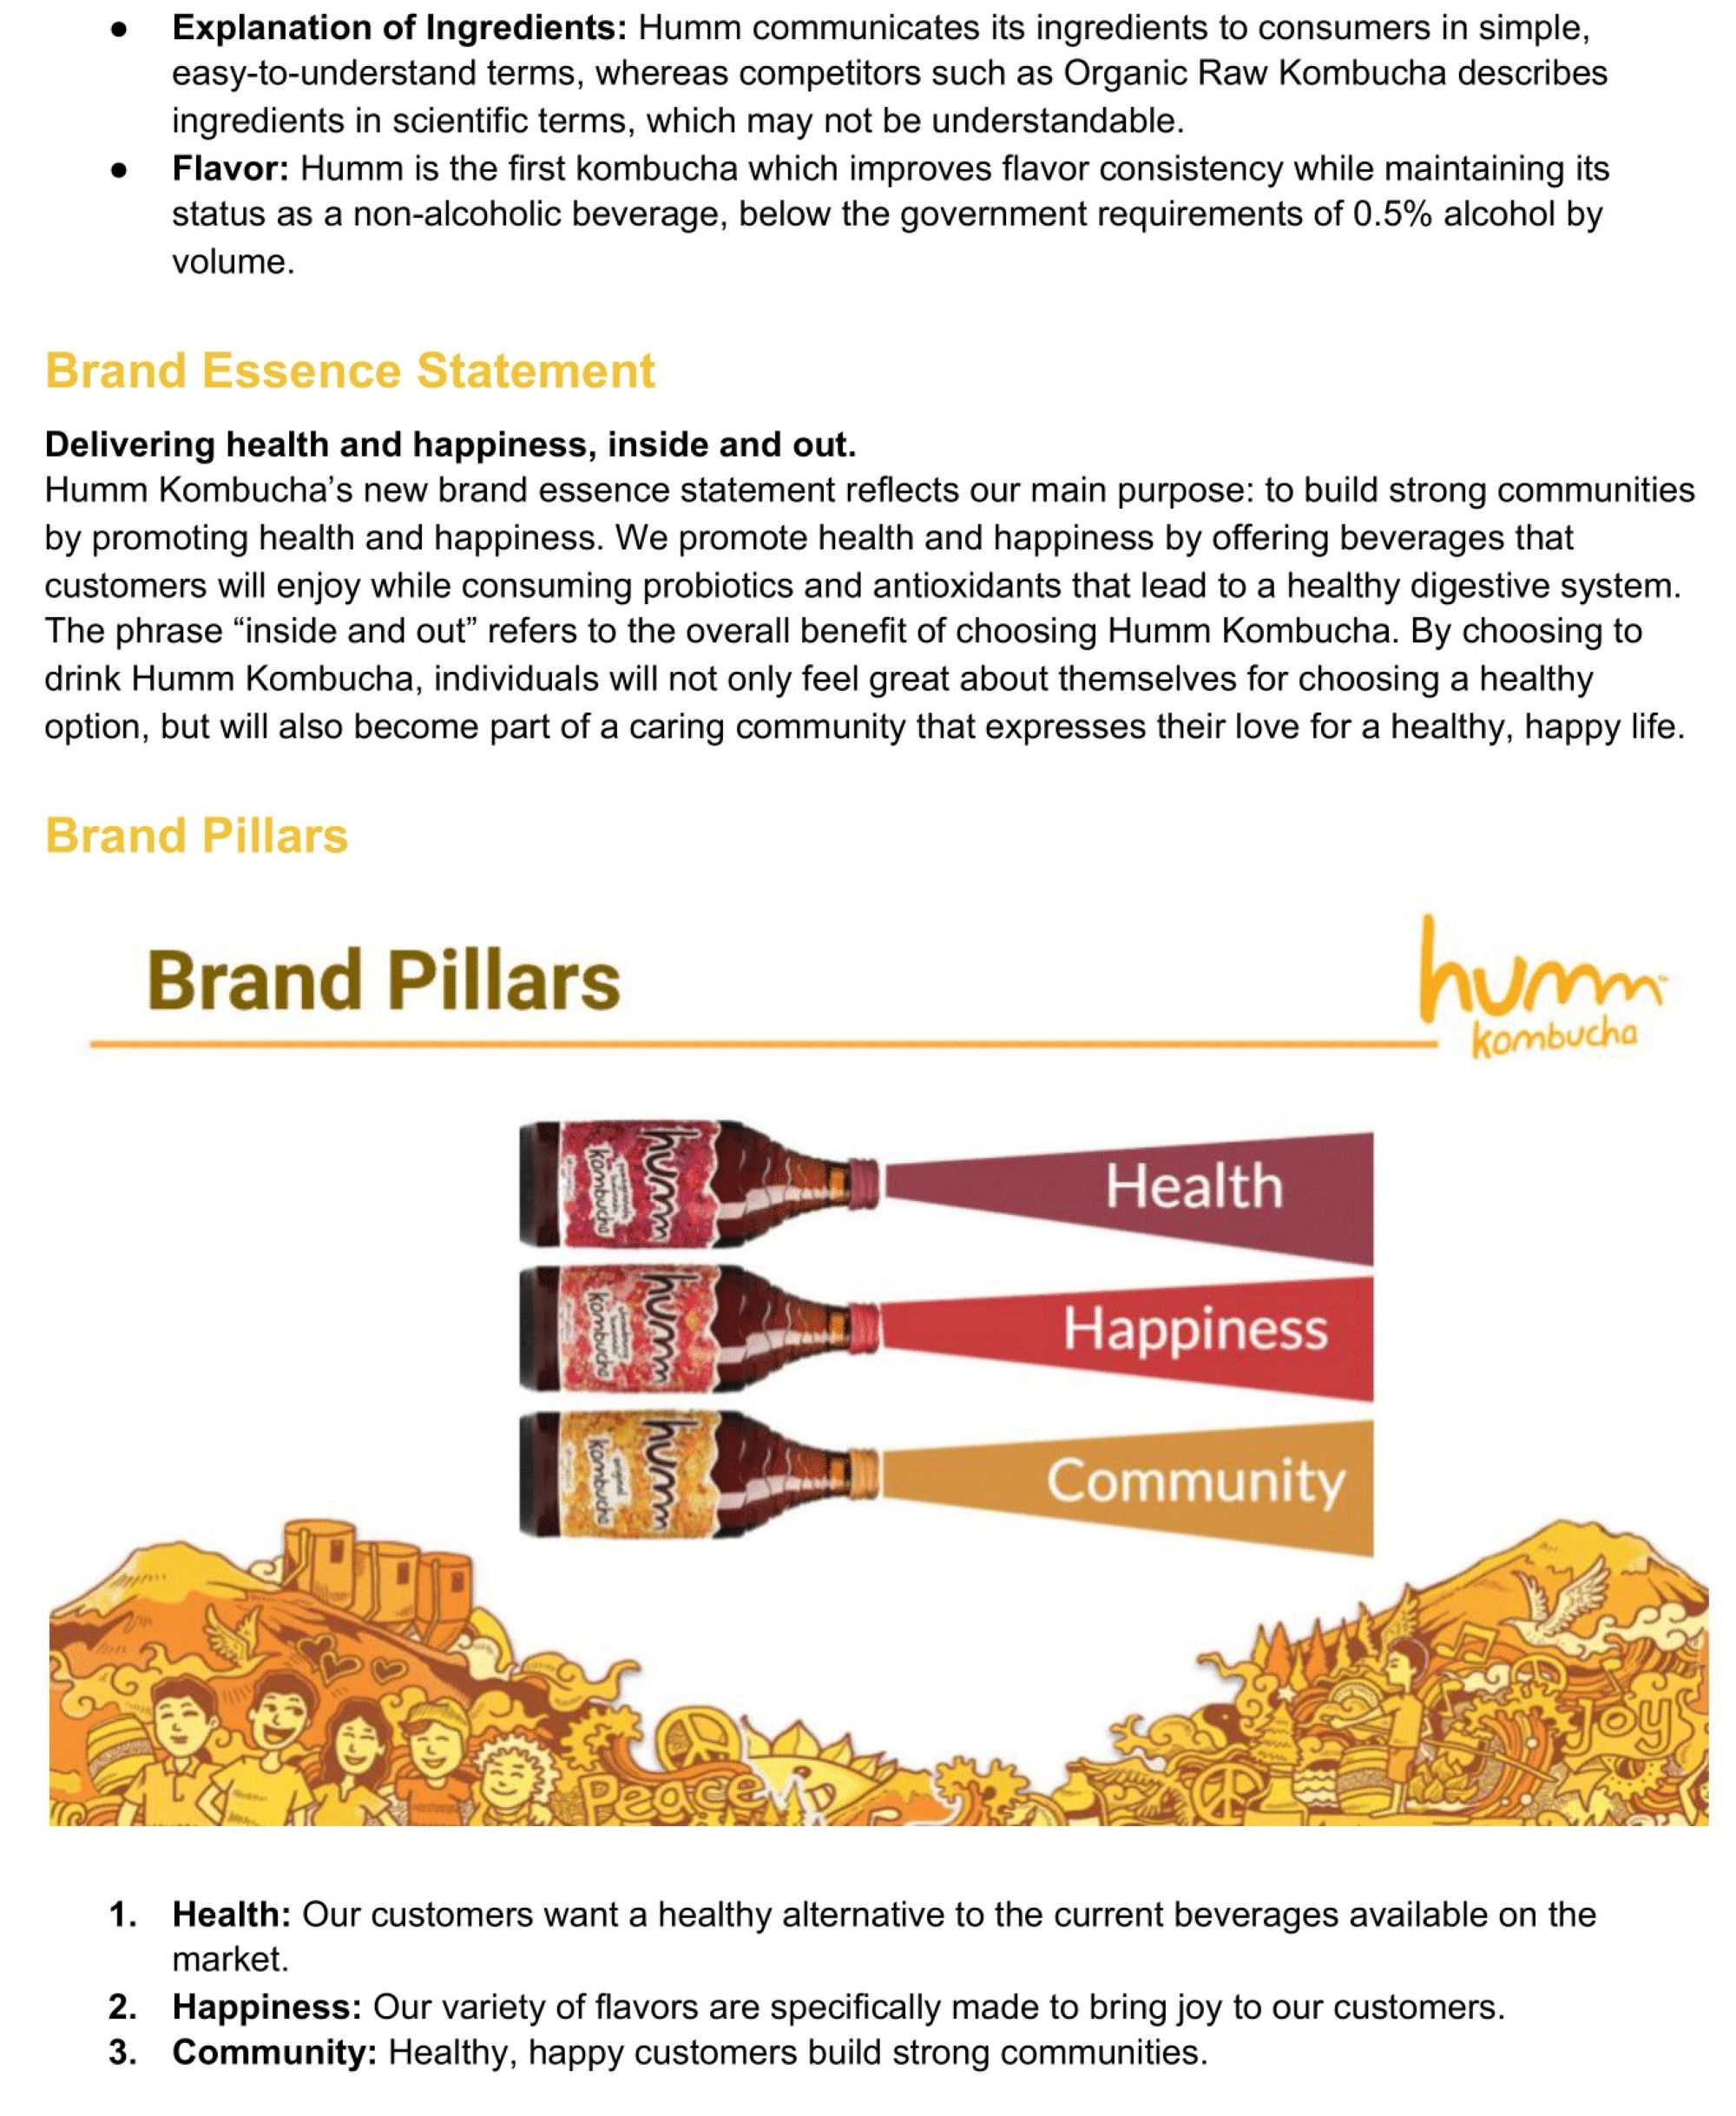 ● Explanation of Ingredients: Humm communicates its ingredients to consumers in simple,
easy-to-understand terms, whereas competitors such as Organic Raw Kombucha describes
ingredients in scientific terms, which may not be understandable.
● Flavor: Humm is the first kombucha which improves flavor consistency while maintaining its
status as a non-alcoholic beverage, below the government requirements of 0.5% alcohol by
volume.
Brand Essence Statement
Delivering health and happiness, inside and out.
Humm Kombucha’s new brand essence statement reflects our main purpose: to build strong communities
by promoting health and happiness. We promote health and happiness by offering beverages that
customers will enjoy while consuming probiotics and antioxidants that lead to a healthy digestive system.
The phrase “inside and out” refers to the overall benefit of choosing Humm Kombucha. By choosing to
drink Humm Kombucha, individuals will not only feel great about themselves for choosing a healthy
option, but will also become part of a caring community that expresses their love for a healthy, happy life.
Brand Pillars
Brand Pillars
humm
kombucha
humm
kombucha
Health
humm
kombucha
Happiness
humm
original
kombucha
Community
Joy
Peace
1. Health: Our customers want a healthy alternative to the current beverages available on the
market.
2. Happiness: Our variety of flavors are specifically made to bring joy to our customers.
3. Community: Healthy, happy customers build strong communities.